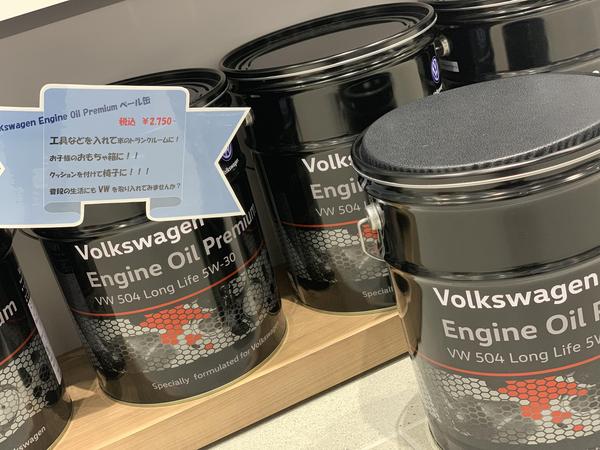 kswagen Engine Oil Premium ペール缶
税込 ￥2,750-
工具などを入れて車のトランクルームに！
お子様のおもちゃ箱に！！
クッションを付けて椅子に！！！
普段の生活にも VW を取り入れてみませんか？
Volkswagen
Engine Oil Premium
VW 504 Long Life 5W-30
Specially formulated for Volkswagen
Volks
Engi
VW 504
Speciall
Volkswagen
Engine Oil P
VW 504 Long Life 5W
um
swagen